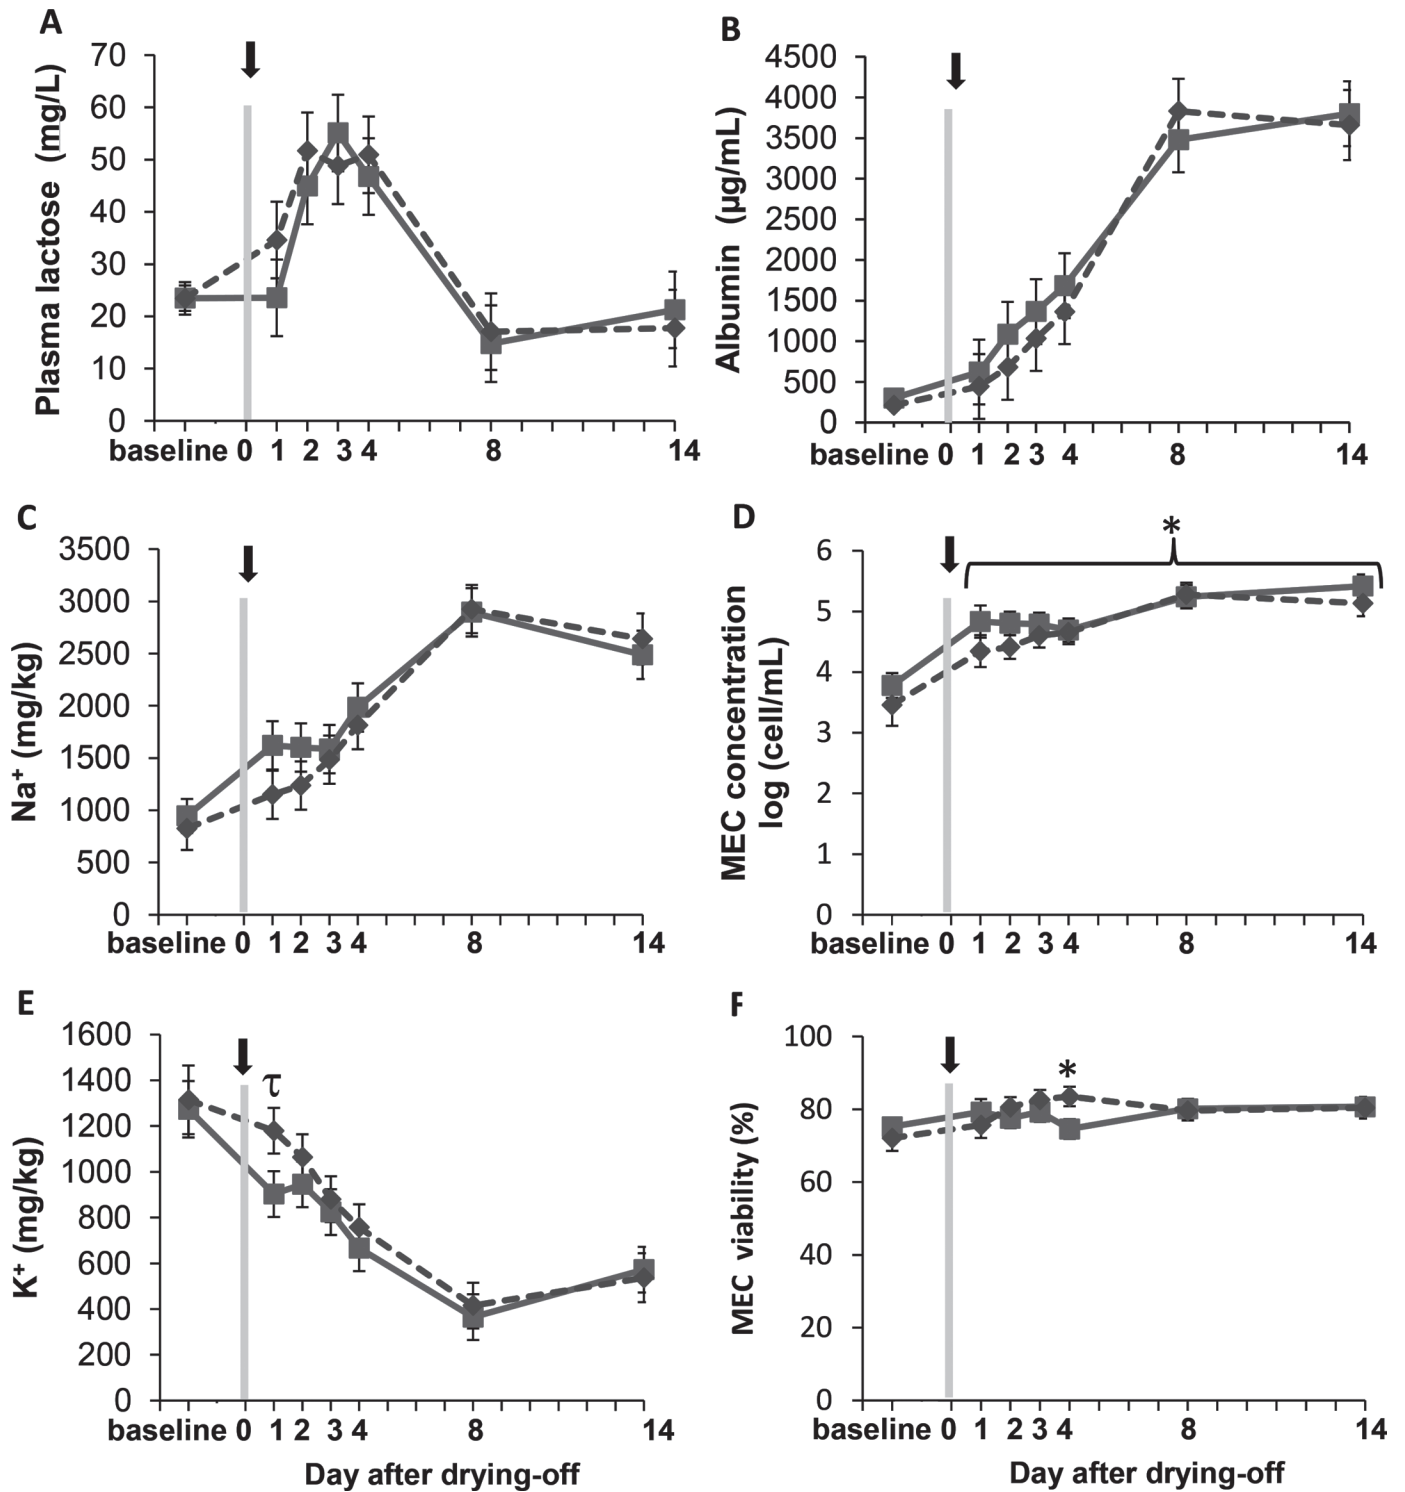 A
Plasma lactose (mg/L)
70
60
50
40
30
20
10
0
baseline 0 1 2 3 4 8 14
B
Albumin (µg/mL)
4500
4000
3500
3000
2500
2000
1500
1000
500
0
baseline 0 1 2 3 4 8 14
C
Na⁺ (mg/kg)
3500
3000
2500
2000
1500
1000
500
0
baseline 0 1 2 3 4 8 14
D
MEC concentration
log (cell/mL)
*
6
5
4
3
2
1
0
baseline 0 1 2 3 4 8 14
E
K⁺ (mg/kg)
1600
1400
1200
1000
800
600
400
200
0
τ
baseline 0 1 2 3 4 8 14
Day after drying-off
F
MEC viability (%)
100
80
60
40
20
0
*
baseline 0 1 2 3 4 8 14
Day after drying-off